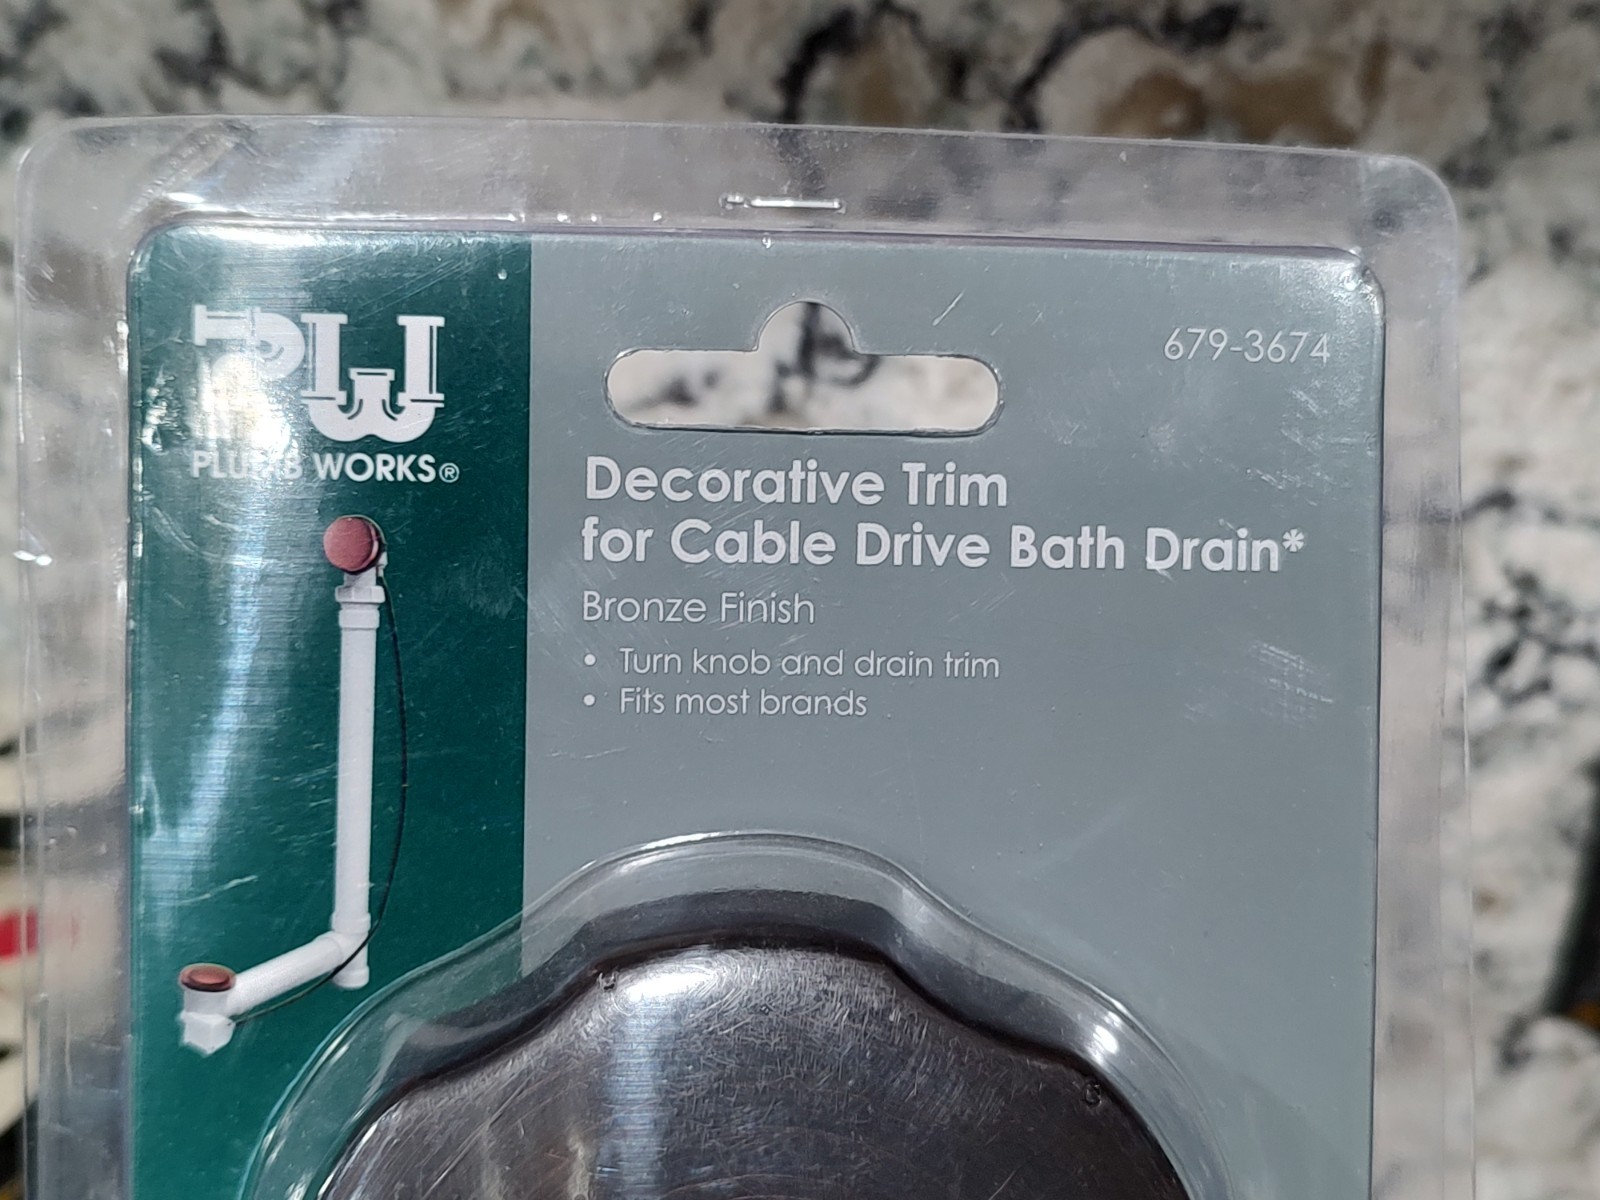 PLUMB WORKS®
679-3674
Decorative Trim
for Cable Drive Bath Drain*
Bronze Finish
• Turn knob and drain trim
• Fits most brands